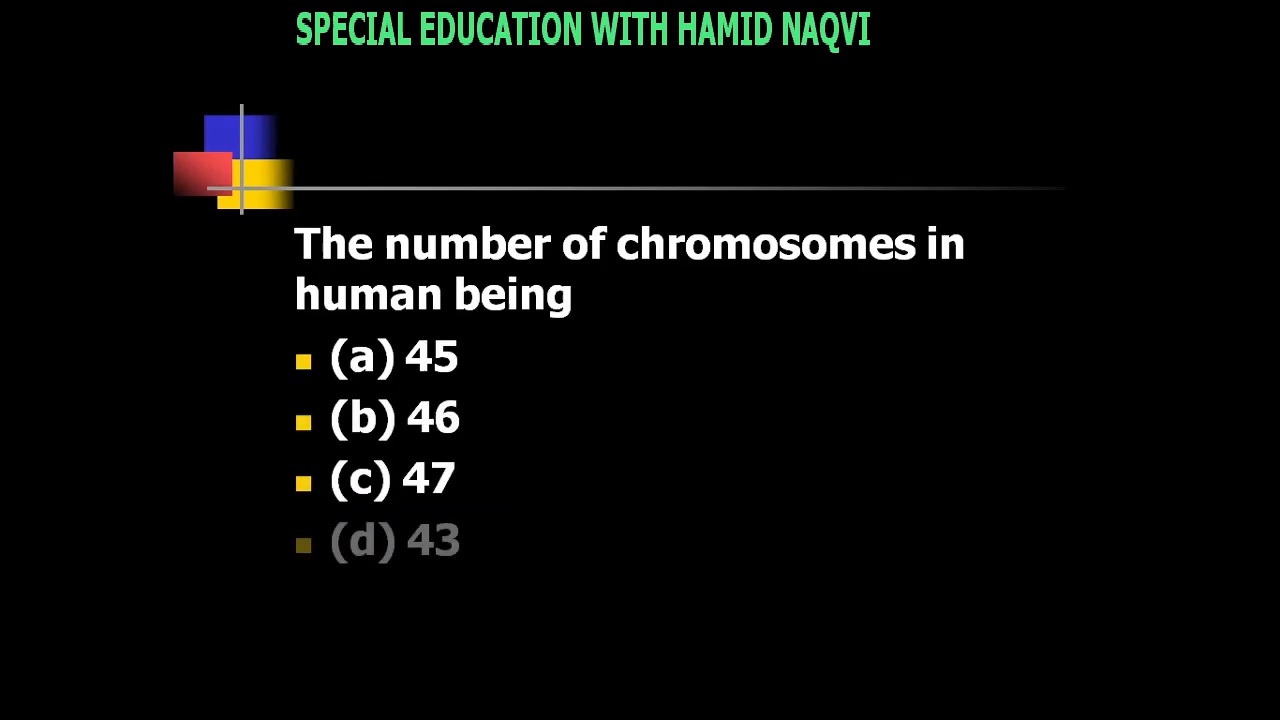 SPECIAL EDUCATION WITH HAMID NAQVI
The number of chromosomes in
human being
(a) 45
(b) 46
(c) 47
(d) 43